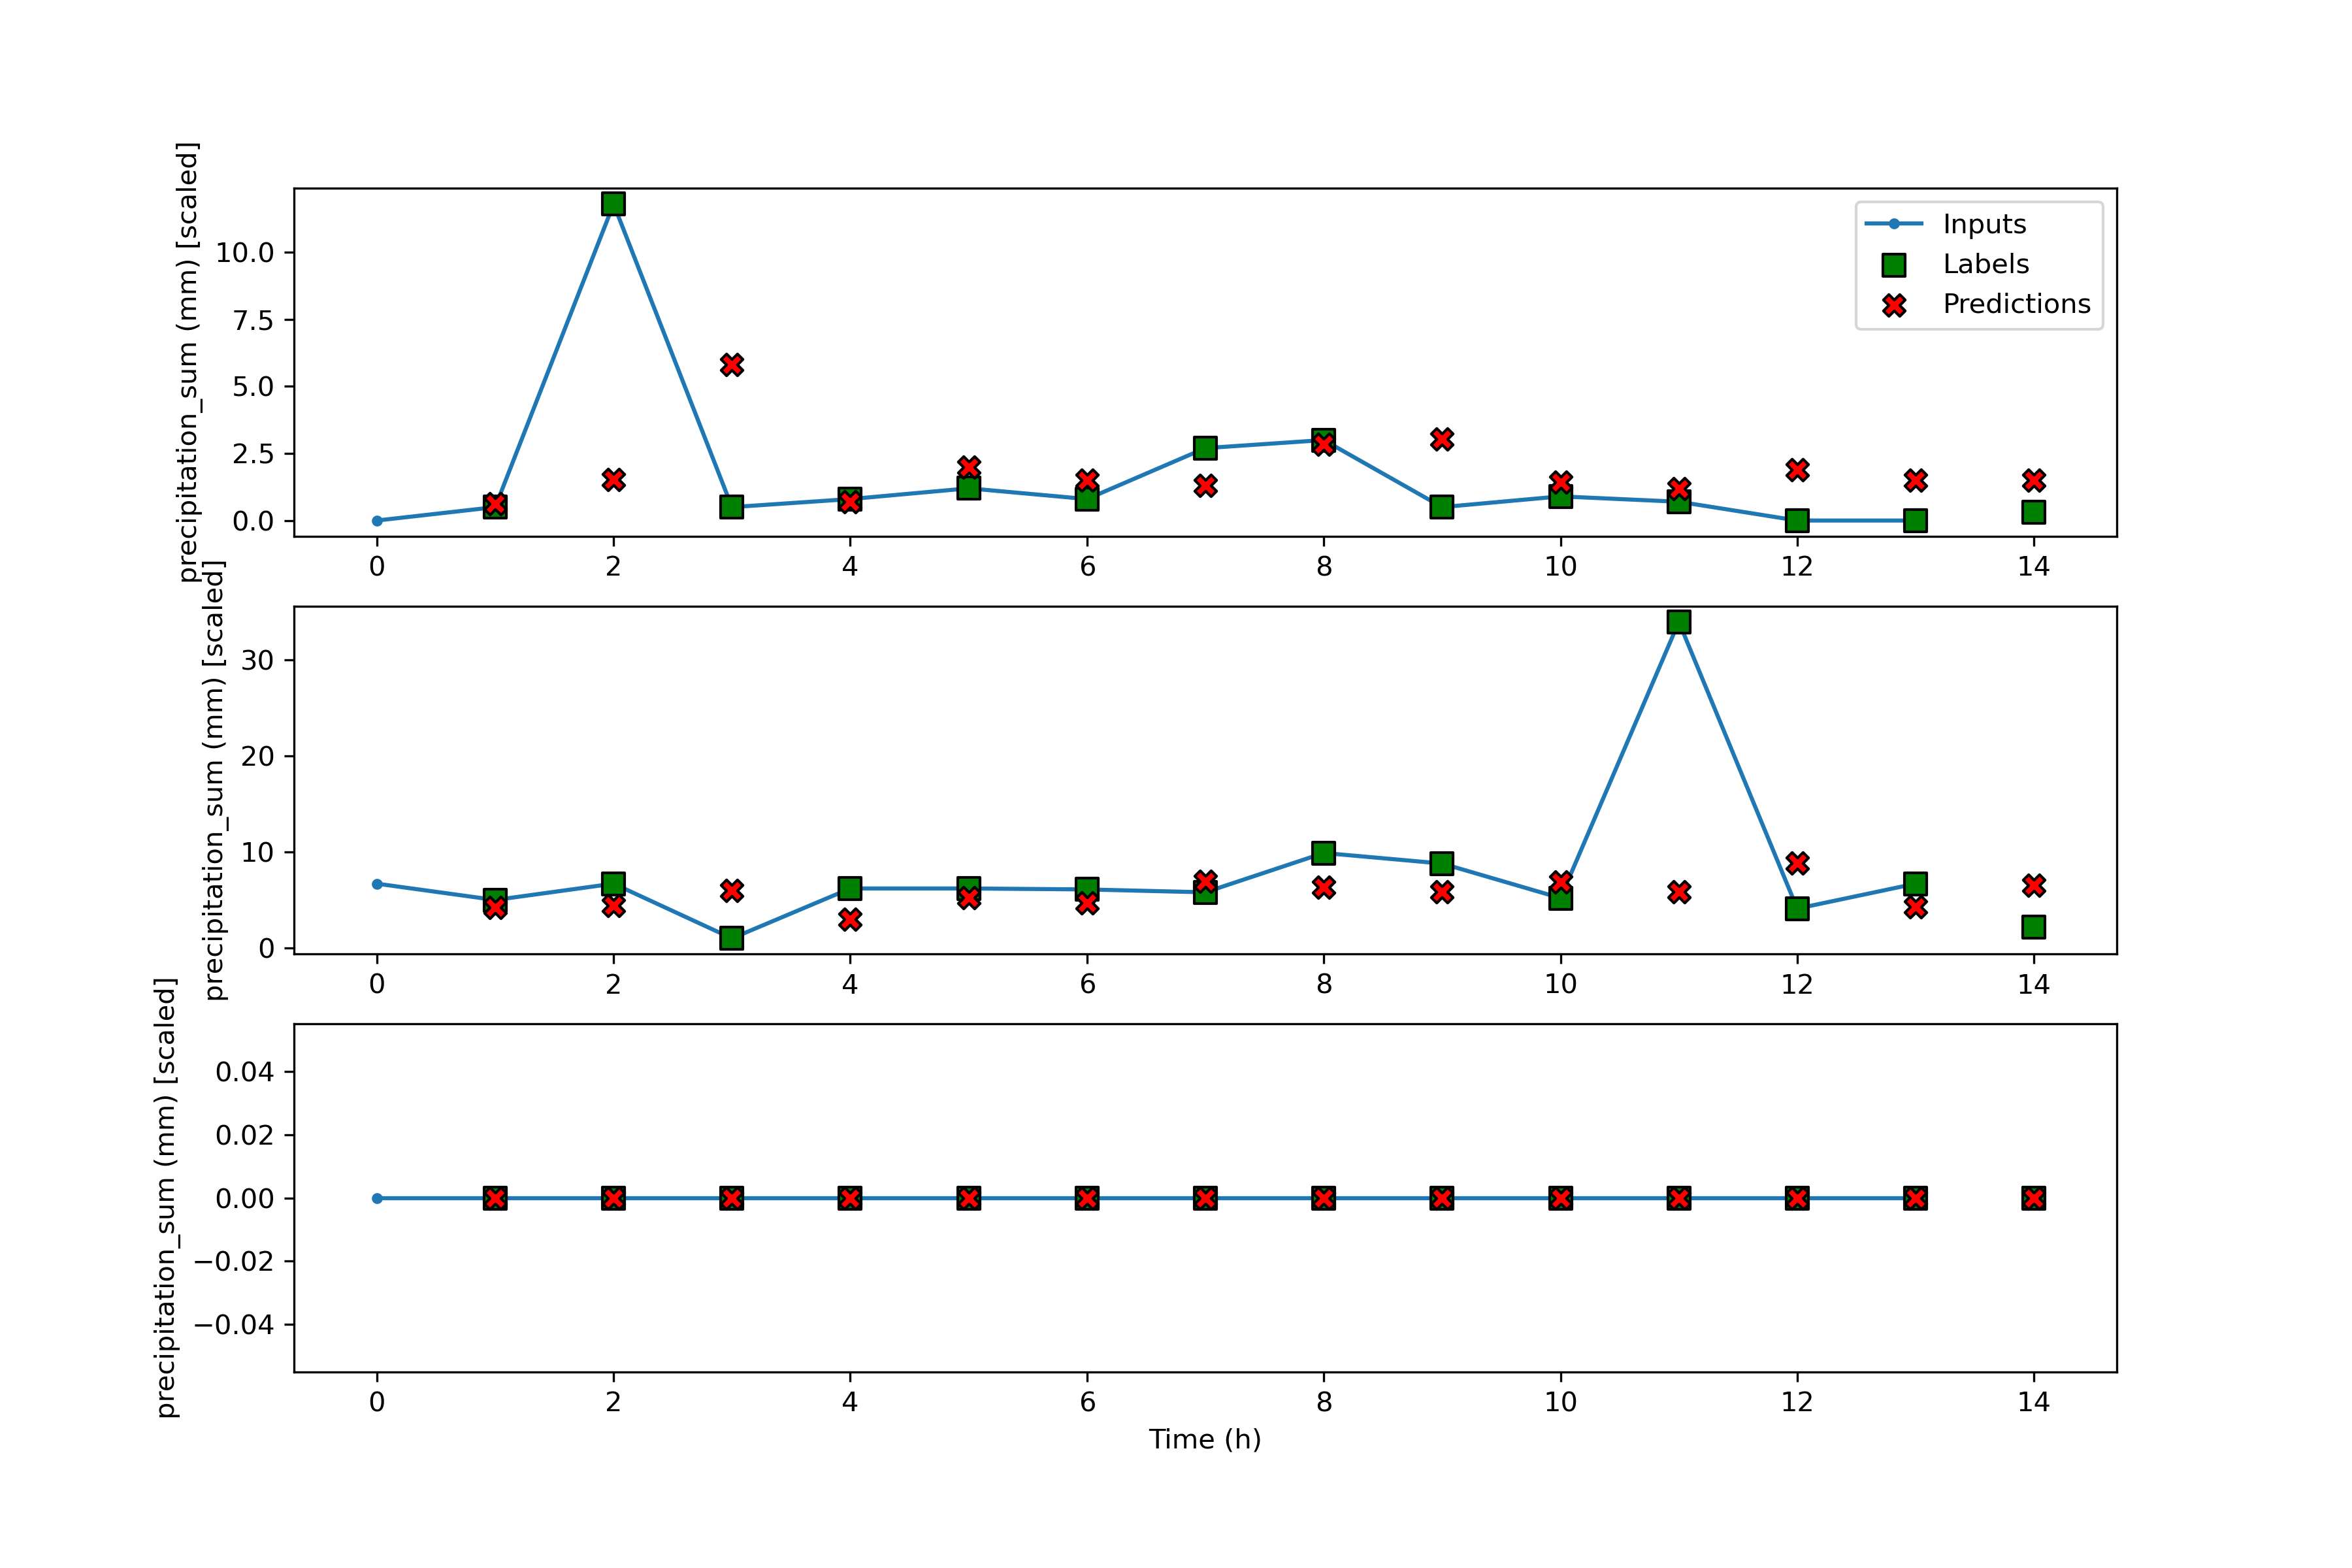 precipitation_sum (mm) [scaled]
10.0
7.5
5.0
2.5
0.0
Inputs
Labels
Predictions
0 2 4 6 8 10 12 14
precipitation_sum (mm) [scaled]
30
20
10
0
0 2 4 6 8 10 12 14
precipitation_sum (mm) [scaled]
0.04
0.02
0.00
−0.02
−0.04
0 2 4 6 8 10 12 14
Time (h)